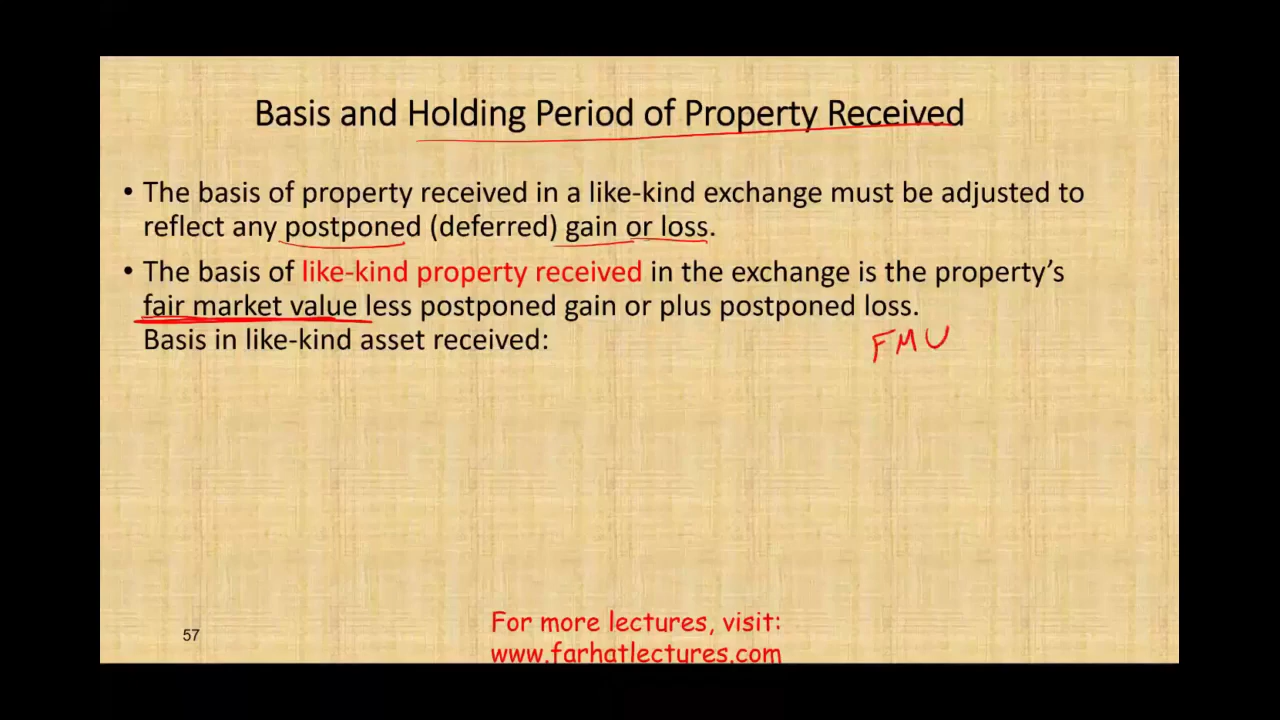 Basis and Holding Period of Property Received
• The basis of property received in a like-kind exchange must be adjusted to
reflect any postponed (deferred) gain or loss.
• The basis of like-kind property received in the exchange is the property's
fair market value less postponed gain or plus postponed loss.
Basis in like-kind asset received:
FMV
57
For more lectures, visit:
www.farhatlectures.com